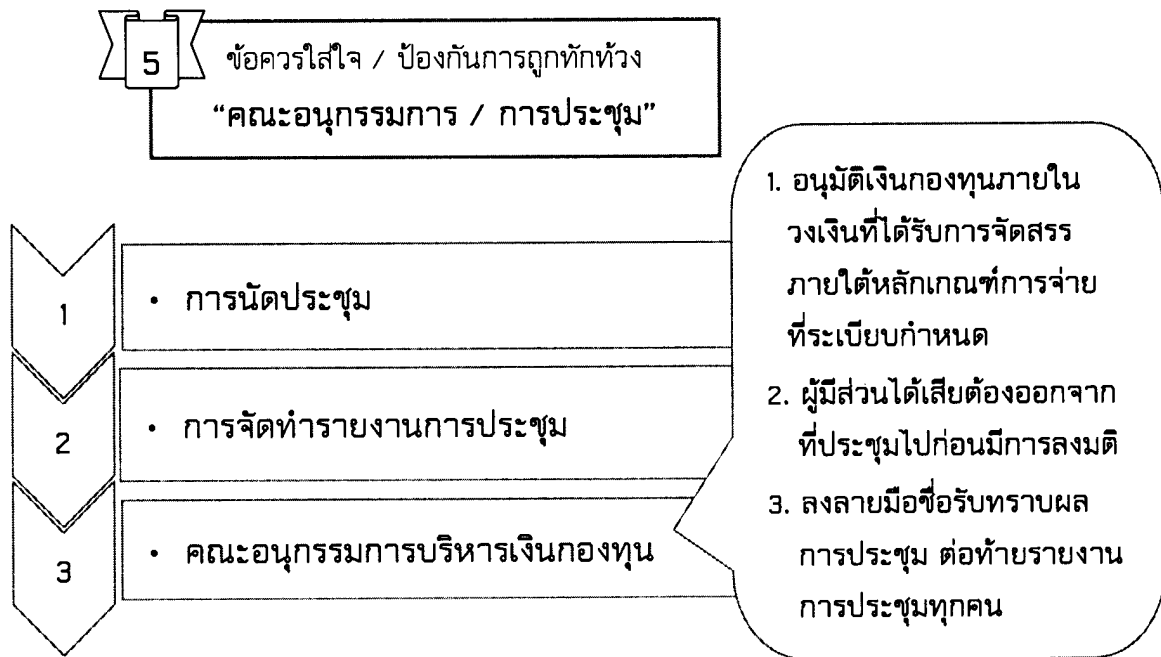 5
ข้อควรใส่ใจ / ป้องกันการถูกทักท้วง
“คณะอนุกรรมการ / การประชุม”
1
• การนัดประชุม
2
• การจัดทำรายงานการประชุม
3
• คณะอนุกรรมการบริหารเงินกองทุน
1. อนุมัติเงินกองทุนภายใน
วงเงินที่ได้รับการจัดสรร
ภายใต้หลักเกณฑ์การจ่าย
ที่ระเบียบกำหนด
2. ผู้มีส่วนได้เสียต้องออกจาก
ที่ประชุมไปก่อนมีการลงมติ
3. ลงลายมือชื่อรับทราบผล
การประชุม ต่อท้ายรายงาน
การประชุมทุกคน